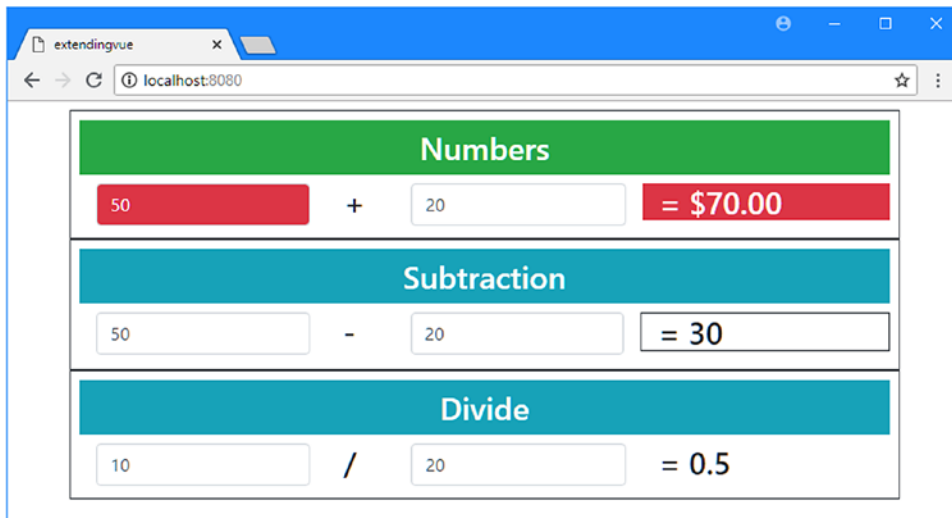 extendingvue
localhost:8080
Numbers
50 + 20 = $70.00
Subtraction
50 - 20 = 30
Divide
10 / 20 = 0.5